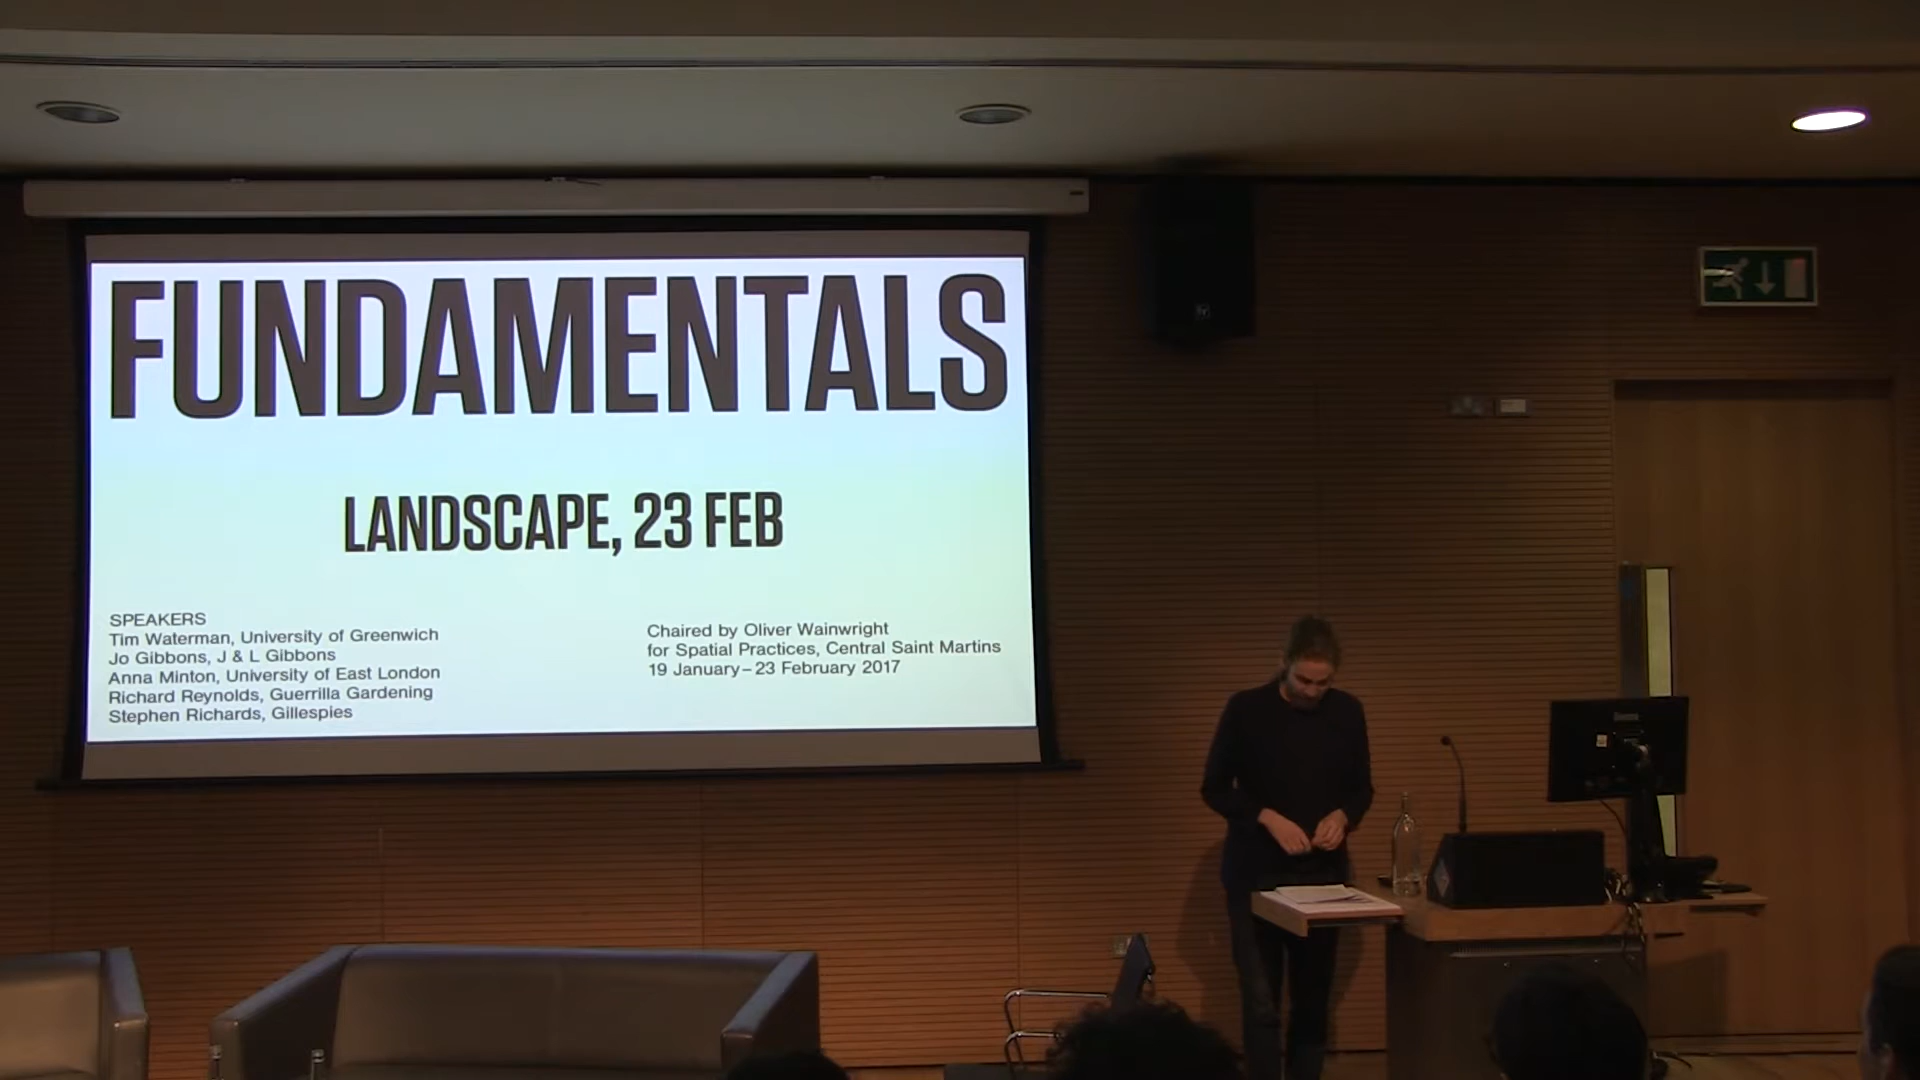 FUNDAMENTALS
LANDSCAPE, 23 FEB
SPEAKERS
Tim Waterman, University of Greenwich
Jo Gibbons, J & L Gibbons
Anna Minton, University of East London
Richard Reynolds, Guerrilla Gardening
Stephen Richards, Gillespies
Chaired by Oliver Wainwright
for Spatial Practices, Central Saint Martins
19 January – 23 February 2017